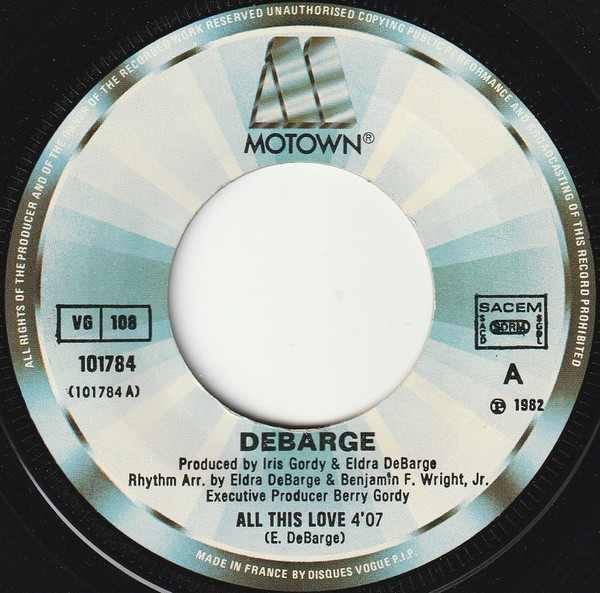 ALL RIGHTS OF THE PRODUCER AND OF THE OWNER OF THE RECORDED WORK RESERVED UNAUTHORISED COPYING PUBLIC PERFORMANCE AND BROADCASTING OF THIS RECORD PROHIBITED
MOTOWN®
VG 108
101784
(101784 A)
SACEM
SACD SDRM SGDL
A
Ⓟ 1982
DEBARGE
Produced by Iris Gordy & Eldra DeBarge
Rhythm Arr. by Eldra DeBarge & Benjamin F. Wright, Jr.
Executive Producer Berry Gordy
ALL THIS LOVE 4'07
(E. DeBarge)
MADE IN FRANCE BY DISQUES VOGUE P.I.P.